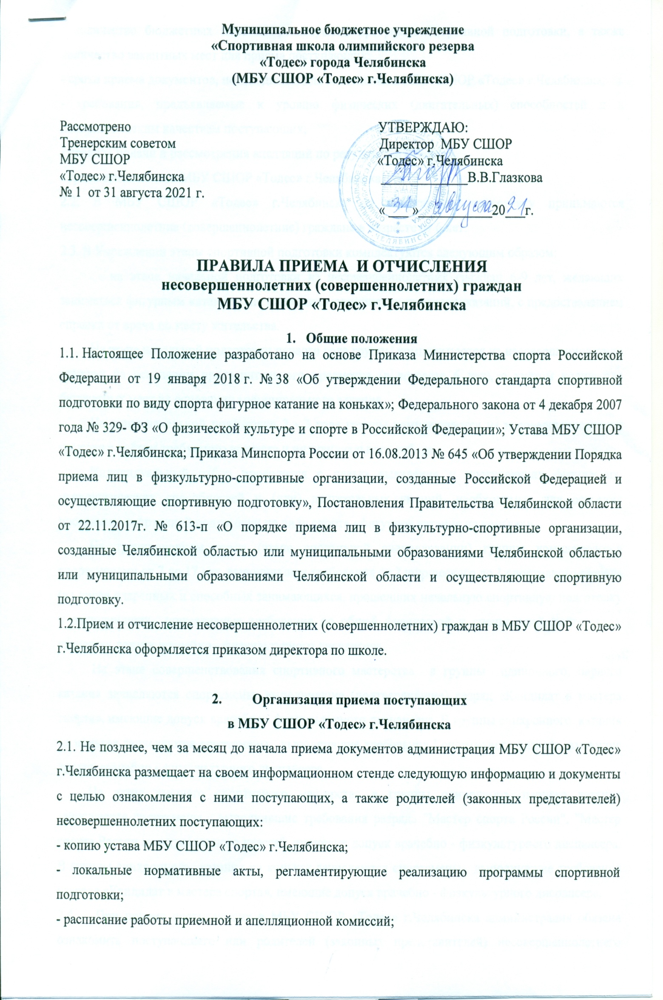 Муниципальное бюджетное учреждение
«Спортивная школа олимпийского резерва
«Тодес» города Челябинска
(МБУ СШОР «Тодес» г.Челябинска)
Рассмотрено
Тренерским советом
МБУ СШОР
«Тодес» г.Челябинска
№ 1 от 31 августа 2021 г.
УТВЕРЖДАЮ:
Директор МБУ СШОР
«Тодес» г.Челябинска
____________В.В.Глазкова
«31» августа 2021г.
ПРАВИЛА ПРИЕМА И ОТЧИСЛЕНИЯ
несовершеннолетних (совершеннолетних) граждан
МБУ СШОР «Тодес» г.Челябинска
1. Общие положения
1.1. Настоящее Положение разработано на основе Приказа Министерства спорта Российской
Федерации от 19 января 2018 г. № 38 «Об утверждении Федерального стандарта спортивной
подготовки по виду спорта фигурное катание на коньках»; Федерального закона от 4 декабря 2007
года № 329- ФЗ «О физической культуре и спорте в Российской Федерации»; Устава МБУ СШОР
«Тодес» г.Челябинска; Приказа Минспорта России от 16.08.2013 № 645 «Об утверждении Порядка
приема лиц в физкультурно-спортивные организации, созданные Российской Федерацией и
осуществляющие спортивную подготовку», Постановления Правительства Челябинской области
от 22.11.2017г. № 613-п «О порядке приема лиц в физкультурно-спортивные организации,
созданные Челябинской областью или муниципальными образованиями Челябинской областью
или муниципальными образованиями Челябинской области и осуществляющие спортивную
подготовку.
1.2.Прием и отчисление несовершеннолетних (совершеннолетних) граждан в МБУ СШОР «Тодес»
г.Челябинска оформляется приказом директора по школе.
2. Организация приема поступающих
в МБУ СШОР «Тодес» г.Челябинска
2.1. Не позднее, чем за месяц до начала приема документов администрация МБУ СШОР «Тодес»
г.Челябинска размещает на своем информационном стенде следующую информацию и документы
с целью ознакомления с ними поступающих, а также родителей (законных представителей)
несовершеннолетних поступающих:
- копию устава МБУ СШОР «Тодес» г.Челябинска;
- локальные нормативные акты, регламентирующие реализацию программы спортивной
подготовки;
- расписание работы приемной и апелляционной комиссий;